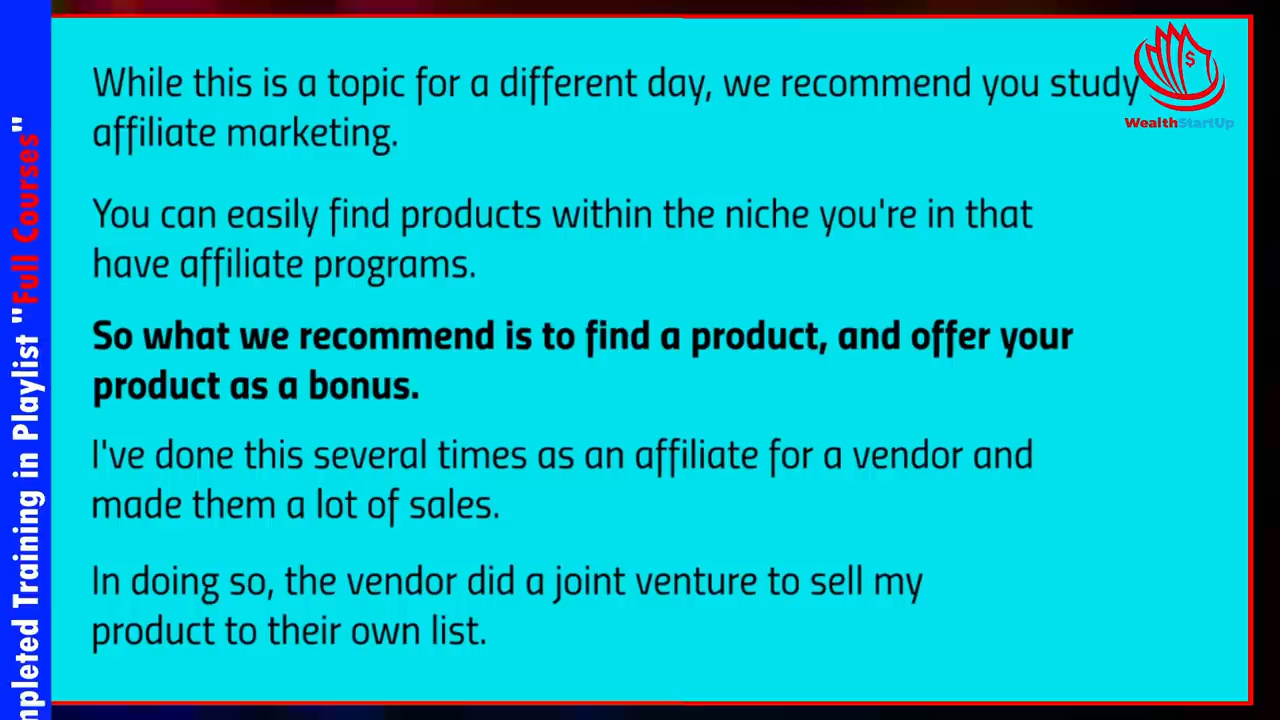 While this is a topic for a different day, we recommend you study
affiliate marketing.
You can easily find products within the niche you're in that
have affiliate programs.
So what we recommend is to find a product, and offer your
product as a bonus.
I've done this several times as an affiliate for a vendor and
made them a lot of sales.
In doing so, the vendor did a joint venture to sell my
product to their own list.
$
WealthStartUp
Training in Playlist "Full Courses"